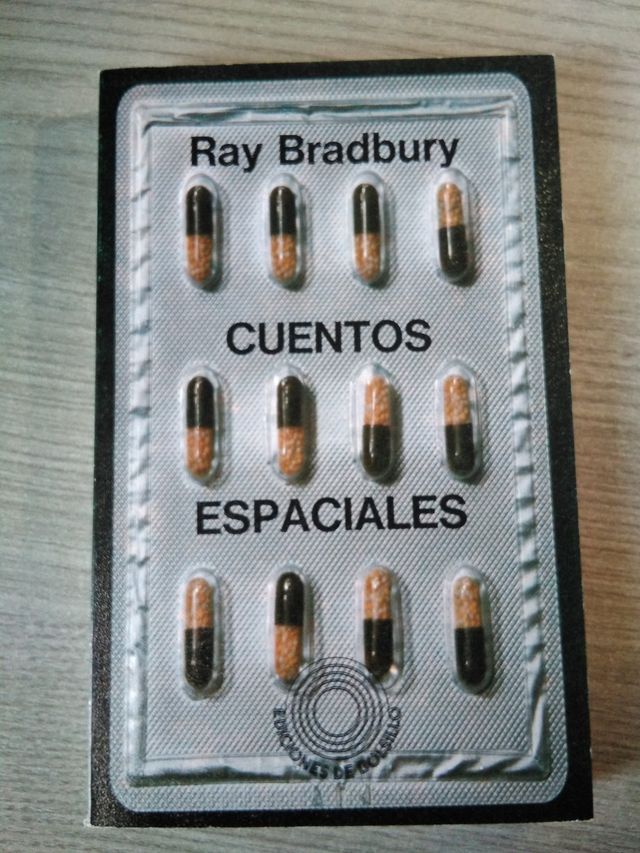 Ray Bradbury
CUENTOS
ESPACIALES
EDICIONES DE BOLSILLO